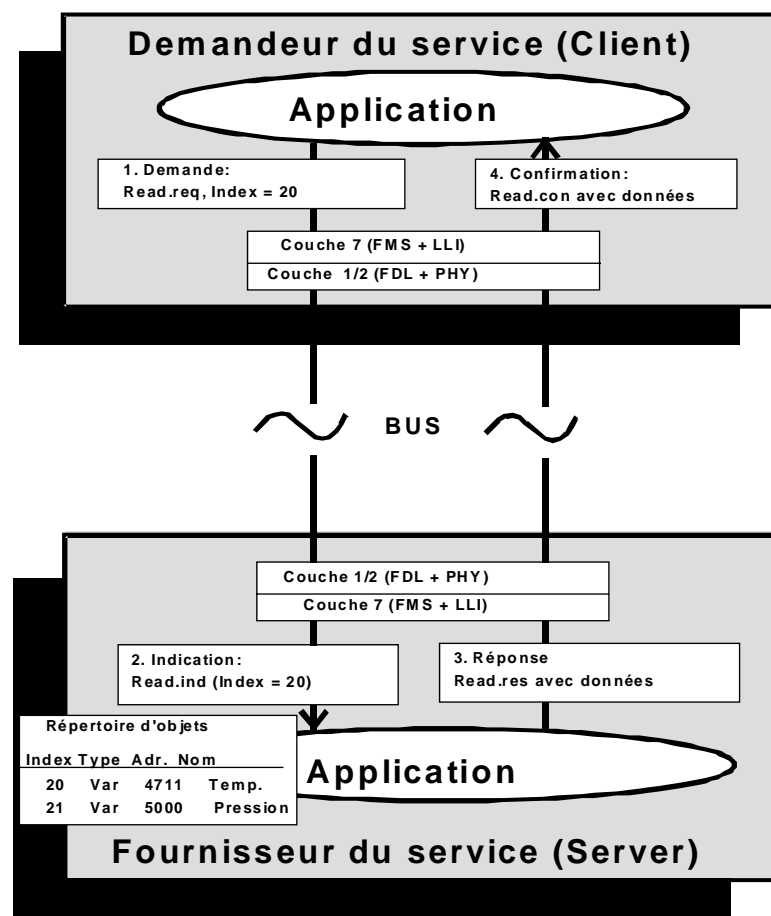 Demandeur du service (Client)
Application
1. Demande:
Read.req, Index = 20
4. Confirmation:
Read.con avec données
Couche 7 (FMS + LLI)
Couche 1/2 (FDL + PHY)
BUS
Couche 1/2 (FDL + PHY)
Couche 7 (FMS + LLI)
2. Indication:
Read.ind (Index = 20)
3. Réponse
Read.res avec données
Répertoire d'objets
Index Type Adr. Nom
20 Var 4711 Temp.
21 Var 5000 Pression
Application
Fournisseur du service (Server)